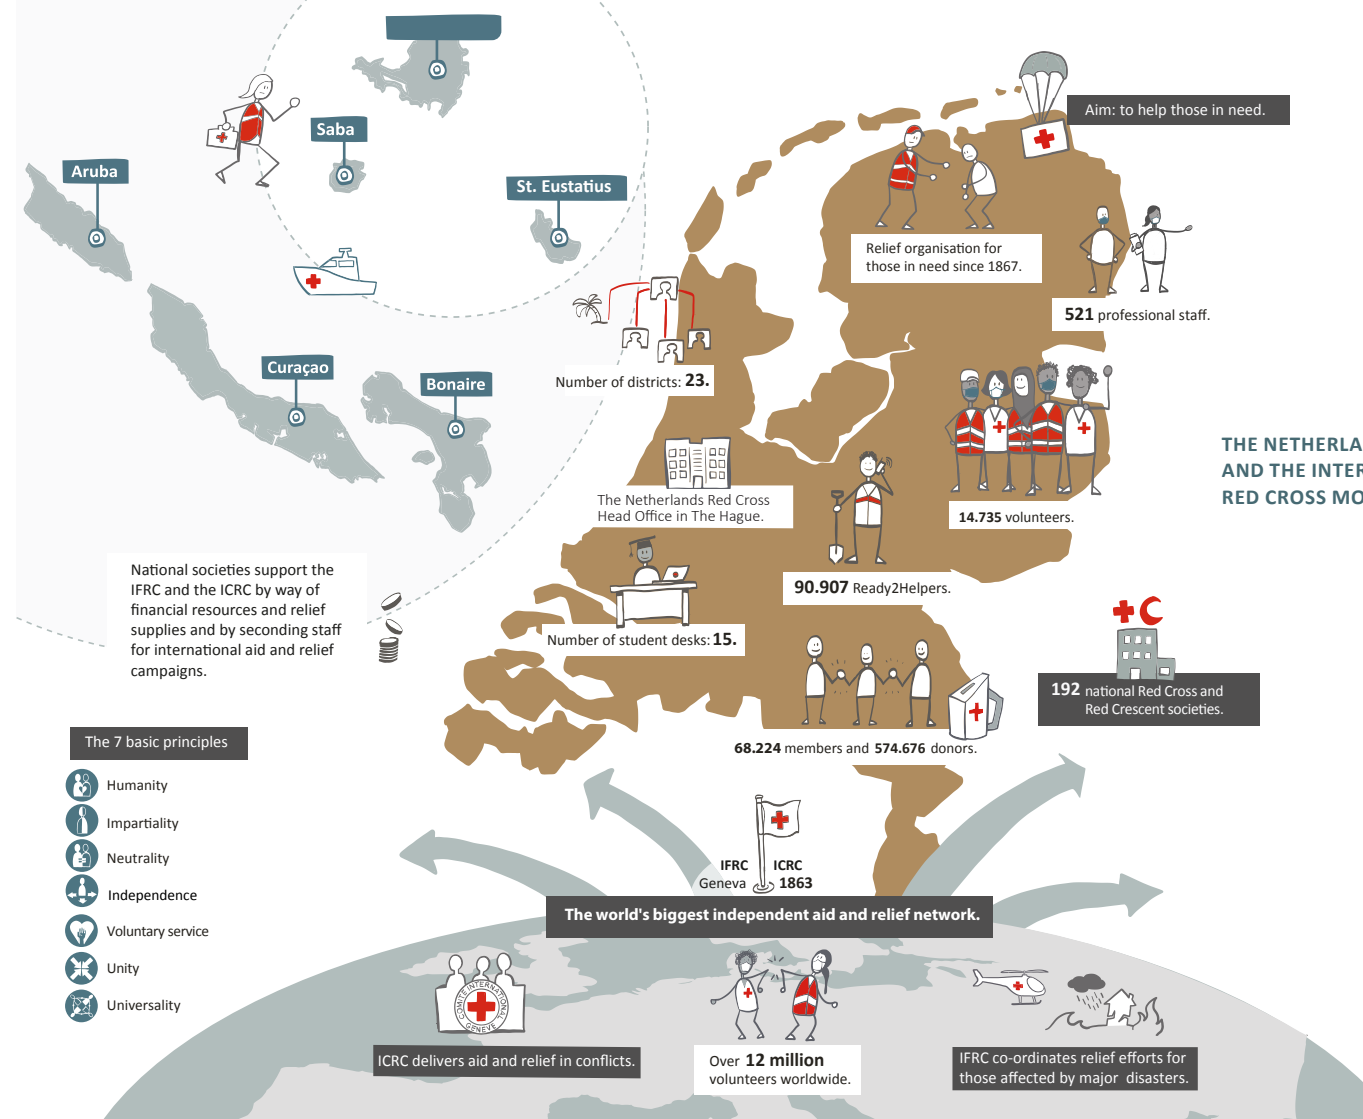 Aim: to help those in need.
Saba
Aruba
St. Eustatius
Relief organisation for
those in need since 1867.
521 professional staff.
Curaçao
Bonaire
Number of districts: 23.
THE NETHERLA
AND THE INTER
RED CROSS MO
The Netherlands Red Cross
Head Office in The Hague.
14.735 volunteers.
National societies support the
IFRC and the ICRC by way of
financial resources and relief
supplies and by seconding staff
for international aid and relief
campaigns.
90.907 Ready2Helpers.
Number of student desks: 15.
192 national Red Cross and
Red Crescent societies.
68.224 members and 574.676 donors.
The 7 basic principles
Humanity
Impartiality
Neutrality
Independence
Voluntary service
Unity
Universality
IFRC ICRC
Geneva 1863
The world's biggest independent aid and relief network.
COMITE INTERNATIONAL
GENEVE
ICRC delivers aid and relief in conflicts.
Over 12 million
volunteers worldwide.
IFRC co-ordinates relief efforts for
those affected by major disasters.